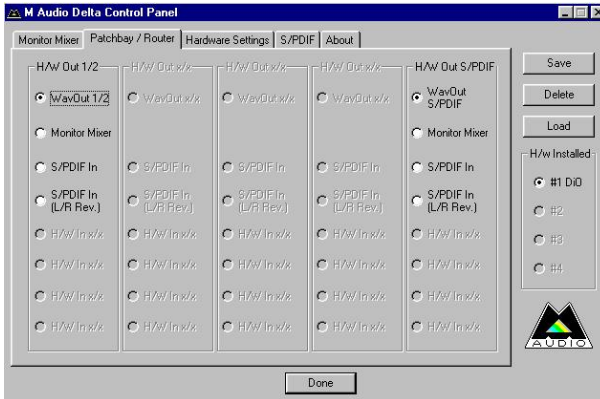 M Audio Delta Control Panel
Monitor Mixer
Patchbay / Router
Hardware Settings
S/PDIF
About
H/W Out 1/2
WavOut 1/2
Monitor Mixer
S/PDIF In
S/PDIF In
(L/R Rev.)
H/W In x/x
H/W In x/x
H/W In x/x
H/W In x/x
H/W Out x/x
WavOut x/x
S/PDIF In
S/PDIF In
(L/R Rev.)
H/W In x/x
H/W In x/x
H/W In x/x
H/W In x/x
H/W Out x/x
WavOut x/x
S/PDIF In
S/PDIF In
(L/R Rev.)
H/W In x/x
H/W In x/x
H/W In x/x
H/W In x/x
H/W Out x/x
WavOut x/x
S/PDIF In
S/PDIF In
(L/R Rev.)
H/W In x/x
H/W In x/x
H/W In x/x
H/W In x/x
H/W Out S/PDIF
WavOut
S/PDIF
Monitor Mixer
S/PDIF In
S/PDIF In
(L/R Rev.)
H/W In x/x
H/W In x/x
H/W In x/x
H/W In x/x
Save
Delete
Load
H/w Installed
#1 DiO
#2
#3
#4
AUDIO
Done